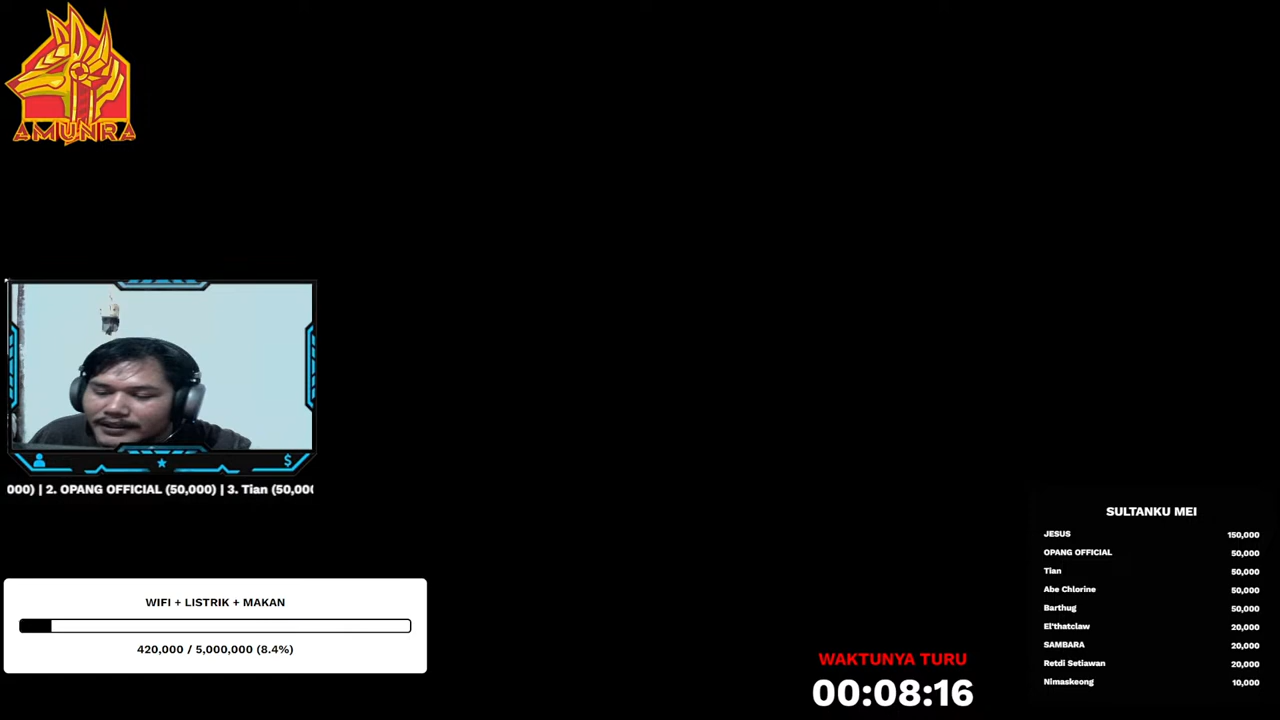 AMUNRA
000) | 2. OPANG OFFICIAL (50,000) | 3. Tian (50,000
WIFI + LISTRIK + MAKAN
420,000 / 5,000,000 (8.4%)
WAKTUNYA TURU
00:08:16
SULTANKU MEI
JESUS 150,000
OPANG OFFICIAL 50,000
Tian 50,000
Abe Chlorine 50,000
Barthug 50,000
El'thatclaw 20,000
SAMBARA 20,000
Retdi Setiawan 20,000
Nimaskeong 10,000